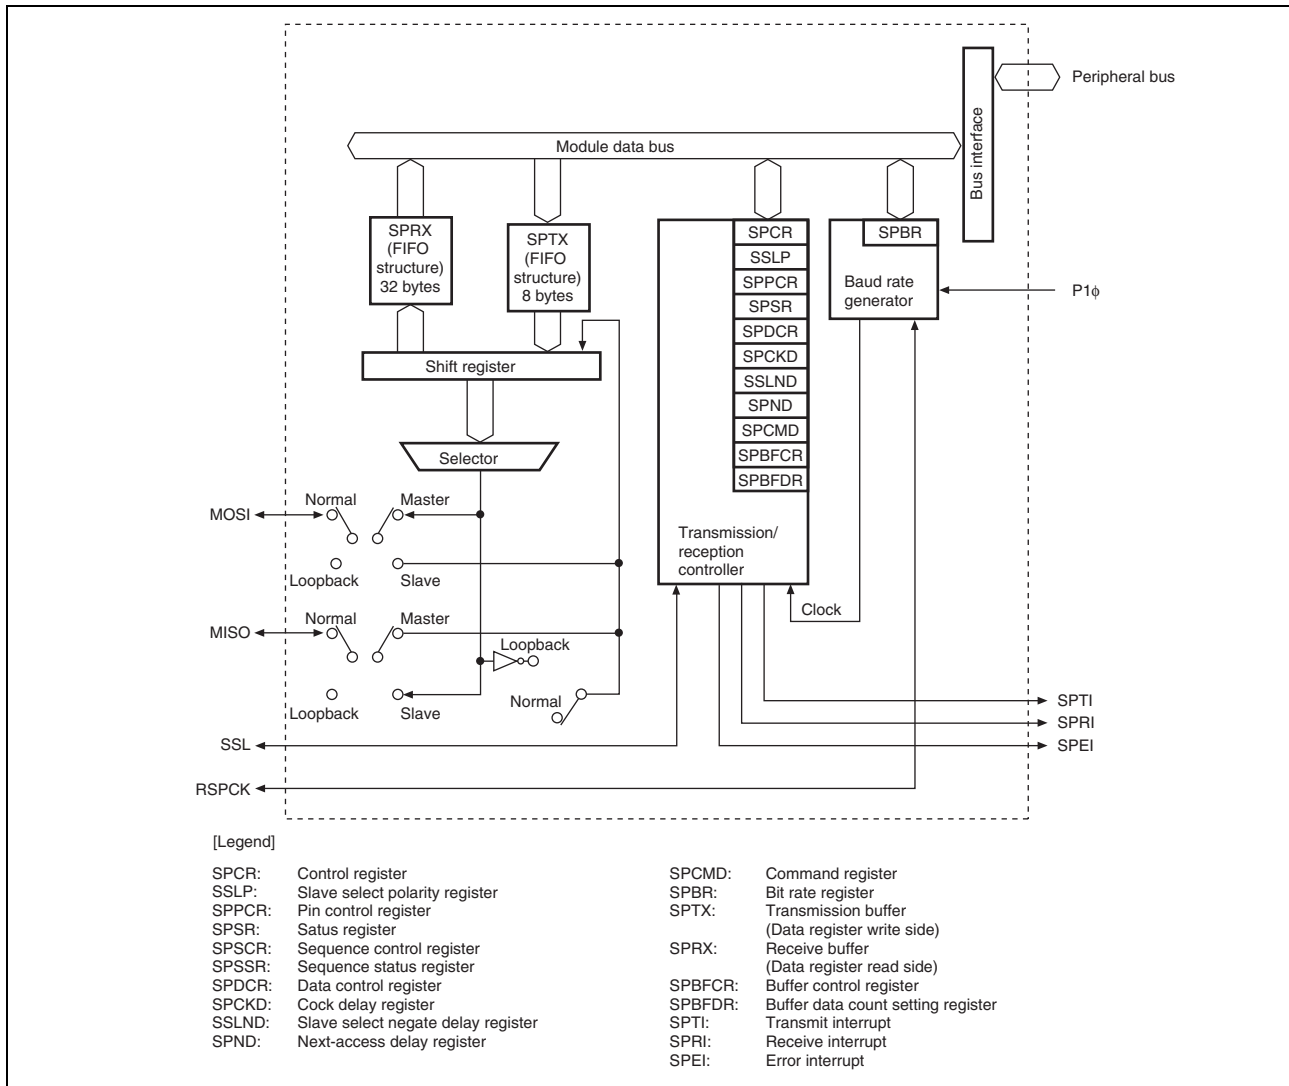 Peripheral bus
Bus interface
Module data bus
SPRX
(FIFO
structure)
32 bytes
SPTX
(FIFO
structure)
8 bytes
SPCR
SSLP
SPPCR
SPSR
SPDCR
SPCKD
SSLND
SPND
SPCMD
SPBFCR
SPBFDR
Transmission/
reception
controller
SPBR
Baud rate
generator
P1ϕ
Shift register
Selector
Clock
MOSI
Normal
Master
Loopback
Slave
MISO
Normal
Master
Loopback
Loopback
Slave
Normal
SSL
RSPCK
SPTI
SPRI
SPEI
[Legend]
SPCR: Control register
SSLP: Slave select polarity register
SPPCR: Pin control register
SPSR: Satus register
SPSCR: Sequence control register
SPSSR: Sequence status register
SPDCR: Data control register
SPCKD: Cock delay register
SSLND: Slave select negate delay register
SPND: Next-access delay register
SPCMD: Command register
SPBR: Bit rate register
SPTX: Transmission buffer
(Data register write side)
SPRX: Receive buffer
(Data register read side)
SPBFCR: Buffer control register
SPBFDR: Buffer data count setting register
SPTI: Transmit interrupt
SPRI: Receive interrupt
SPEI: Error interrupt